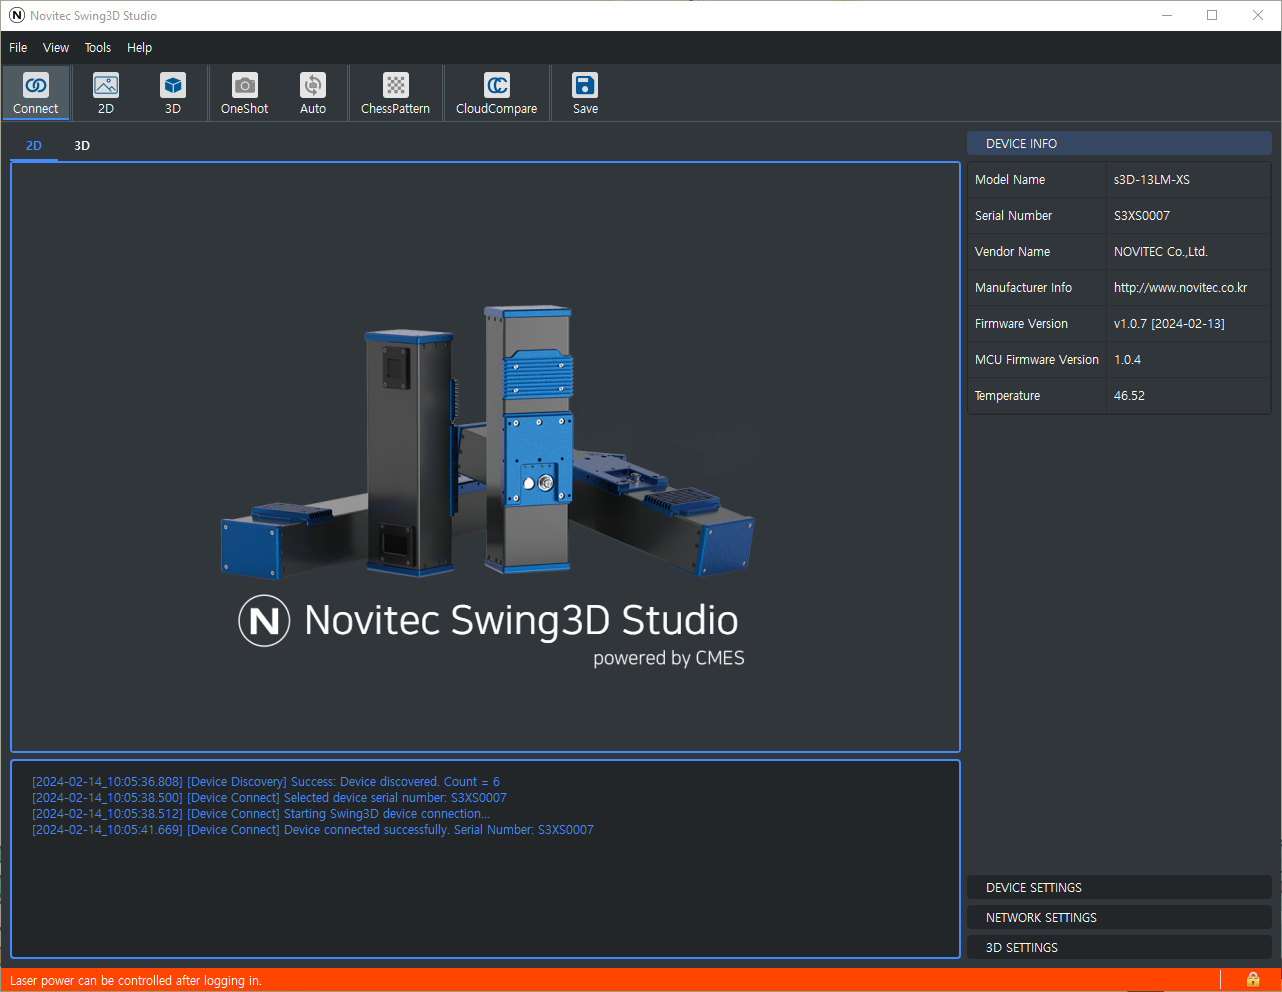 Novitec Swing3D Studio
File View Tools Help
Connect 2D 3D OneShot Auto ChessPattern CloudCompare Save
2D 3D
N Novitec Swing3D Studio
powered by CMES
[2024-02-14_10:05:36.808] [Device Discovery] Success: Device discovered. Count = 6
[2024-02-14_10:05:38.500] [Device Connect] Selected device serial number: S3XS0007
[2024-02-14_10:05:38.512] [Device Connect] Starting Swing3D device connection...
[2024-02-14_10:05:41.669] [Device Connect] Device connected successfully. Serial Number: S3XS0007
DEVICE INFO
Model Name s3D-13LM-XS
Serial Number S3XS0007
Vendor Name NOVITEC Co.,Ltd.
Manufacturer Info http://www.novitec.co.kr
Firmware Version v1.0.7 [2024-02-13]
MCU Firmware Version 1.0.4
Temperature 46.52
DEVICE SETTINGS
NETWORK SETTINGS
3D SETTINGS
Laser power can be controlled after logging in.